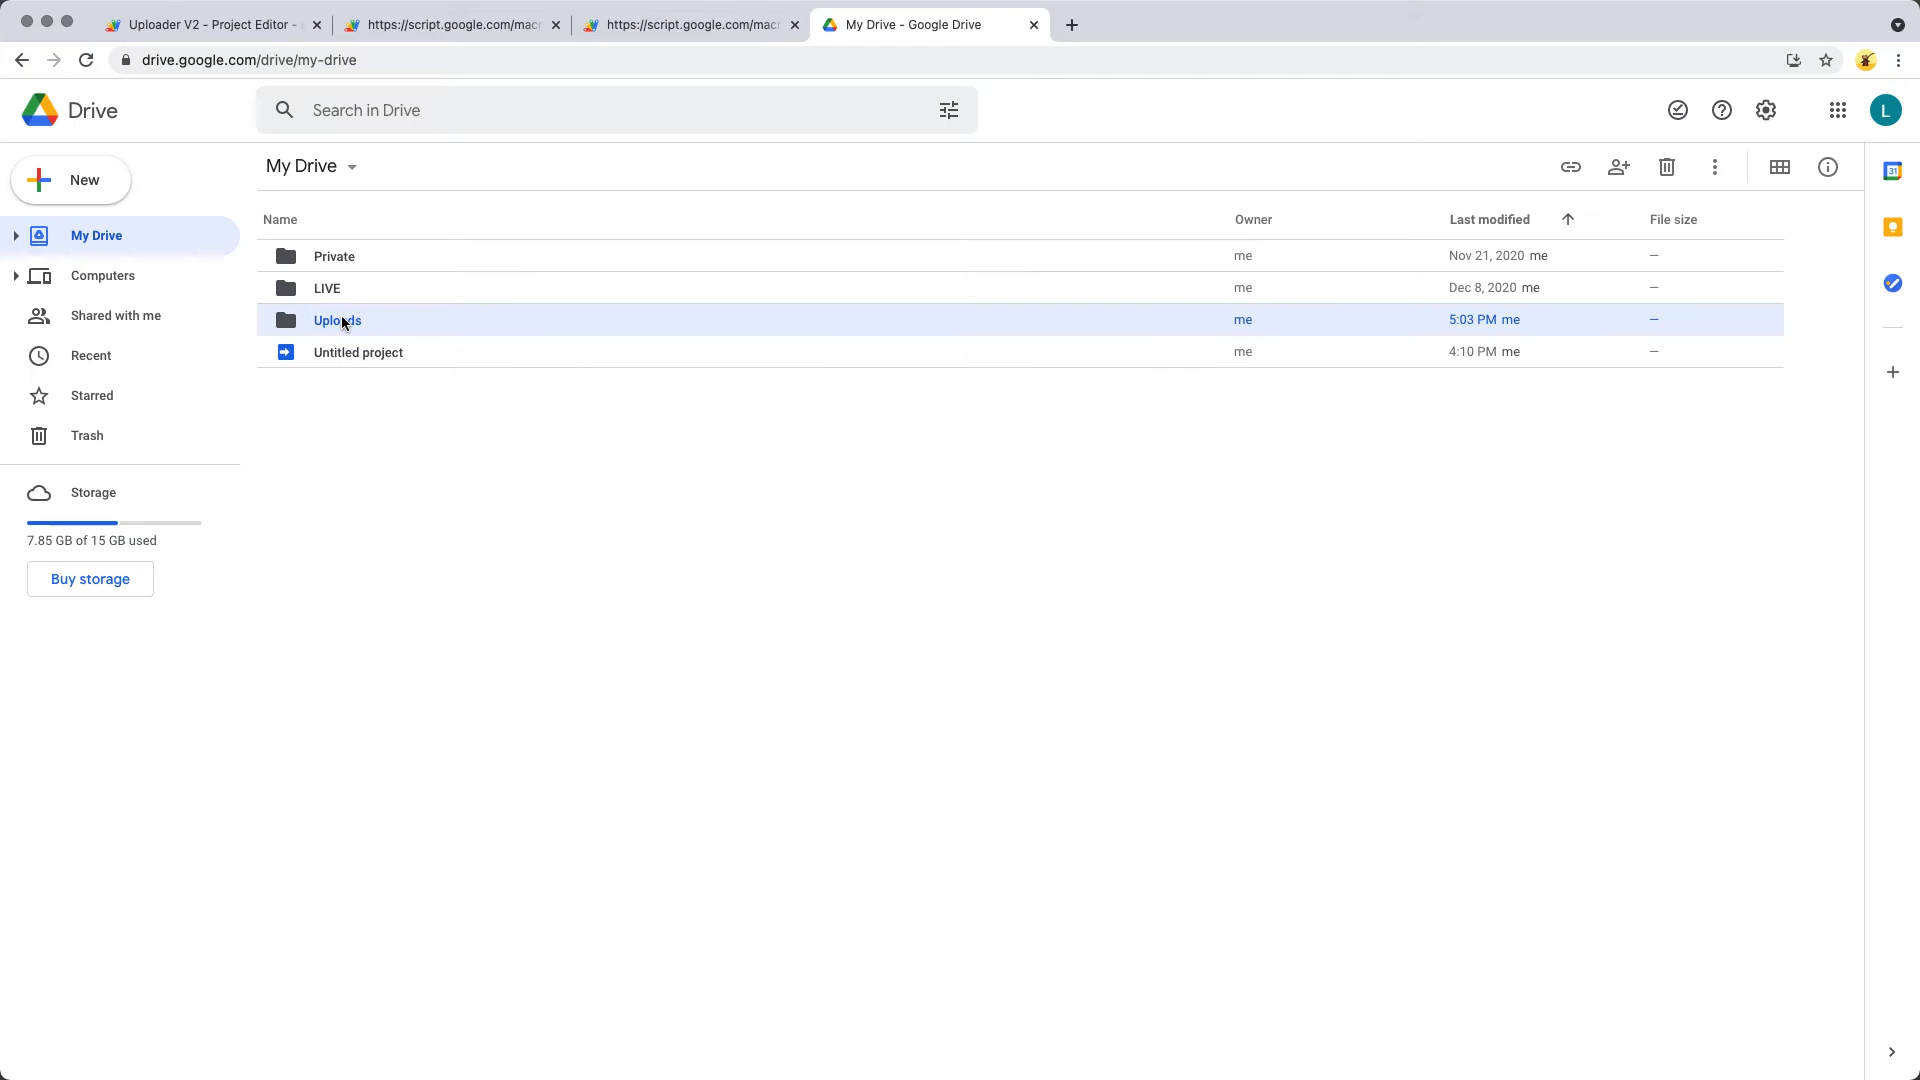 Uploader V2 - Project Editor -
https://script.google.com/macr
https://script.google.com/macr
My Drive - Google Drive
drive.google.com/drive/my-drive
Drive
Search in Drive
L
New
My Drive
Computers
Shared with me
Recent
Starred
Trash
Storage
7.85 GB of 15 GB used
Buy storage
My Drive
Name Owner Last modified File size
Private me Nov 21, 2020 me —
LIVE me Dec 8, 2020 me —
Uploads me 5:03 PM me —
Untitled project me 4:10 PM me —
31